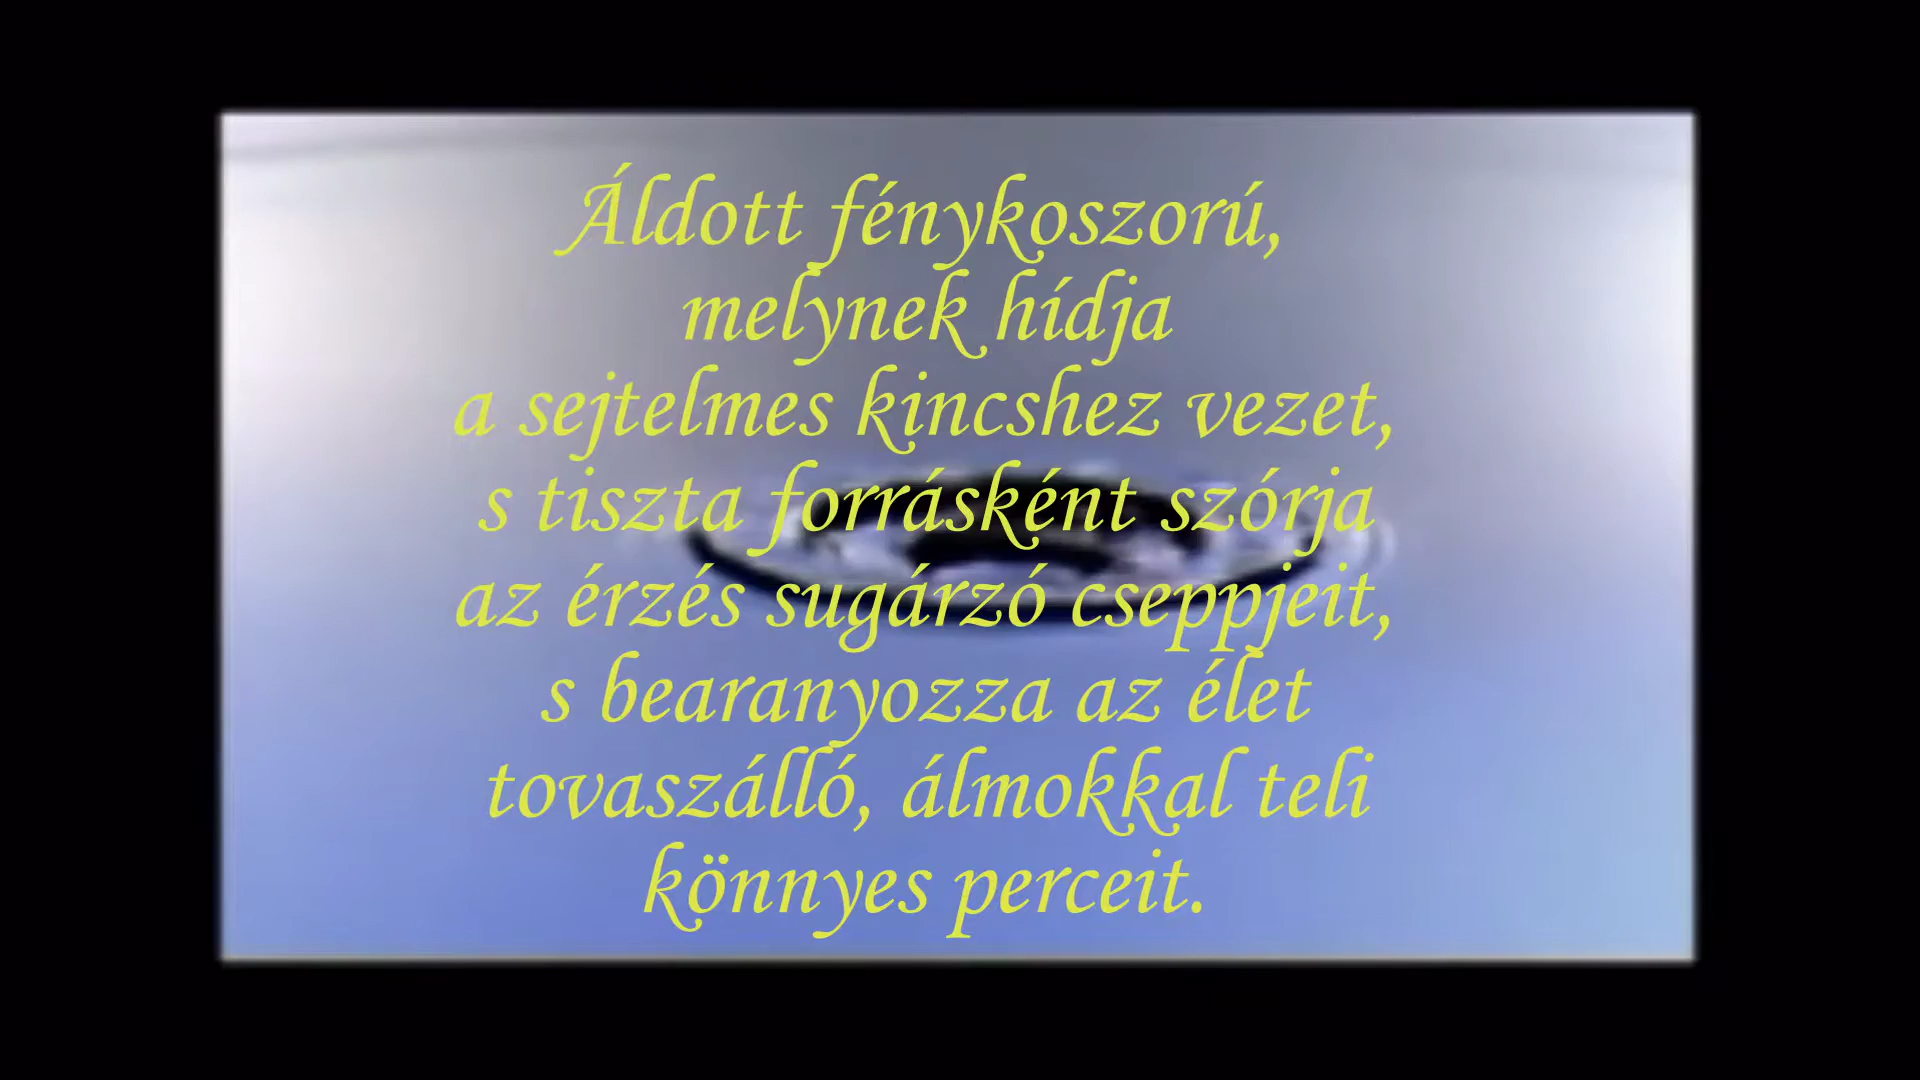 Áldott fénykoszorú,
melynek hídja
a sejtelmes kincshez vezet,
s tiszta forrásként szórja
az érzés sugárzó cseppjeit,
s bearanyozza az élet
tovaszálló, álmokkal teli
könnyes perceit.